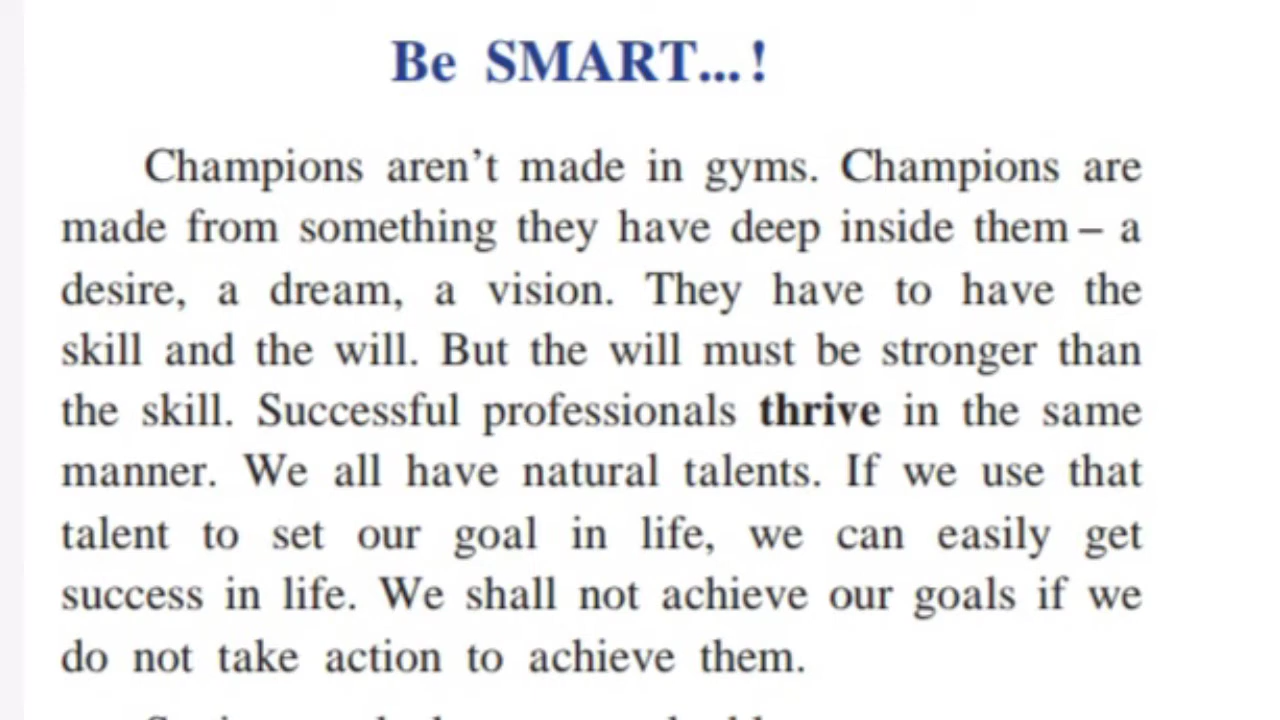 Be SMART...!
Champions aren't made in gyms. Champions are
made from something they have deep inside them – a
desire, a dream, a vision. They have to have the
skill and the will. But the will must be stronger than
the skill. Successful professionals thrive in the same
manner. We all have natural talents. If we use that
talent to set our goal in life, we can easily get
success in life. We shall not achieve our goals if we
do not take action to achieve them.